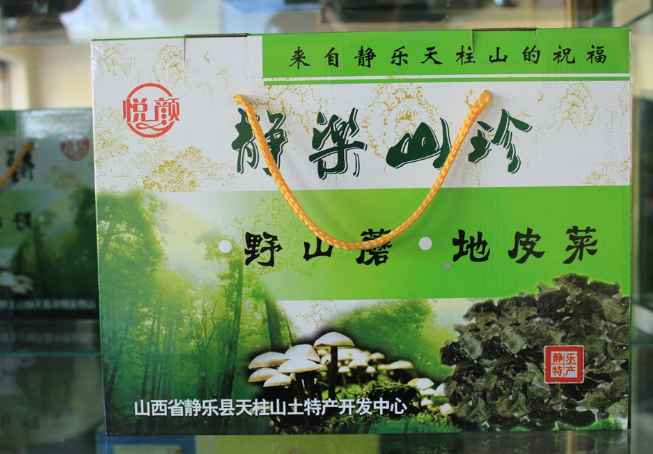 来自静乐天柱山的祝福
悦颜
静乐山珍
野山蘑 · 地皮菜
静乐
特产
山西省静乐县天柱山土特产开发中心